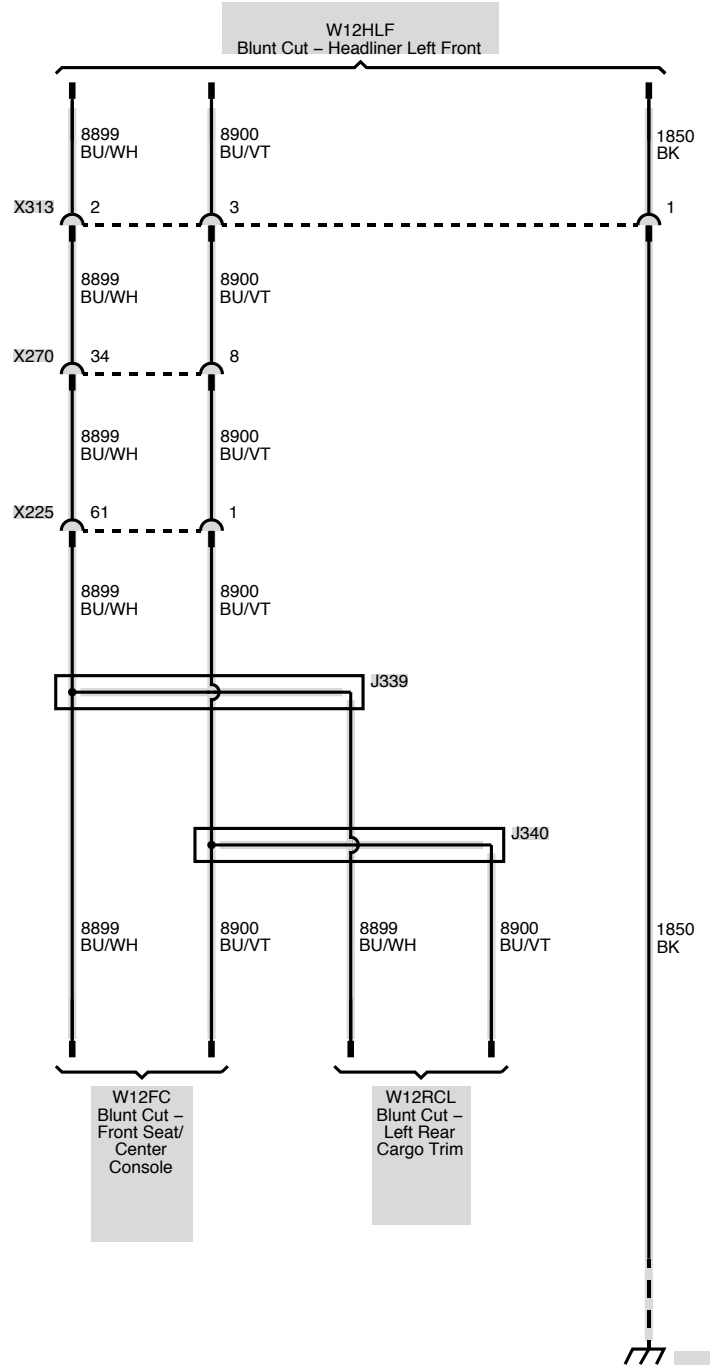 W12HLF
Blunt Cut – Headliner Left Front
8899
BU/WH
8900
BU/VT
1850
BK
X313
2
3
1
8899
BU/WH
8900
BU/VT
X270
34
8
8899
BU/WH
8900
BU/VT
X225
61
1
8899
BU/WH
8900
BU/VT
J339
J340
8899
BU/WH
8900
BU/VT
8899
BU/WH
8900
BU/VT
1850
BK
W12FC
Blunt Cut –
Front Seat/
Center
Console
W12RCL
Blunt Cut –
Left Rear
Cargo Trim